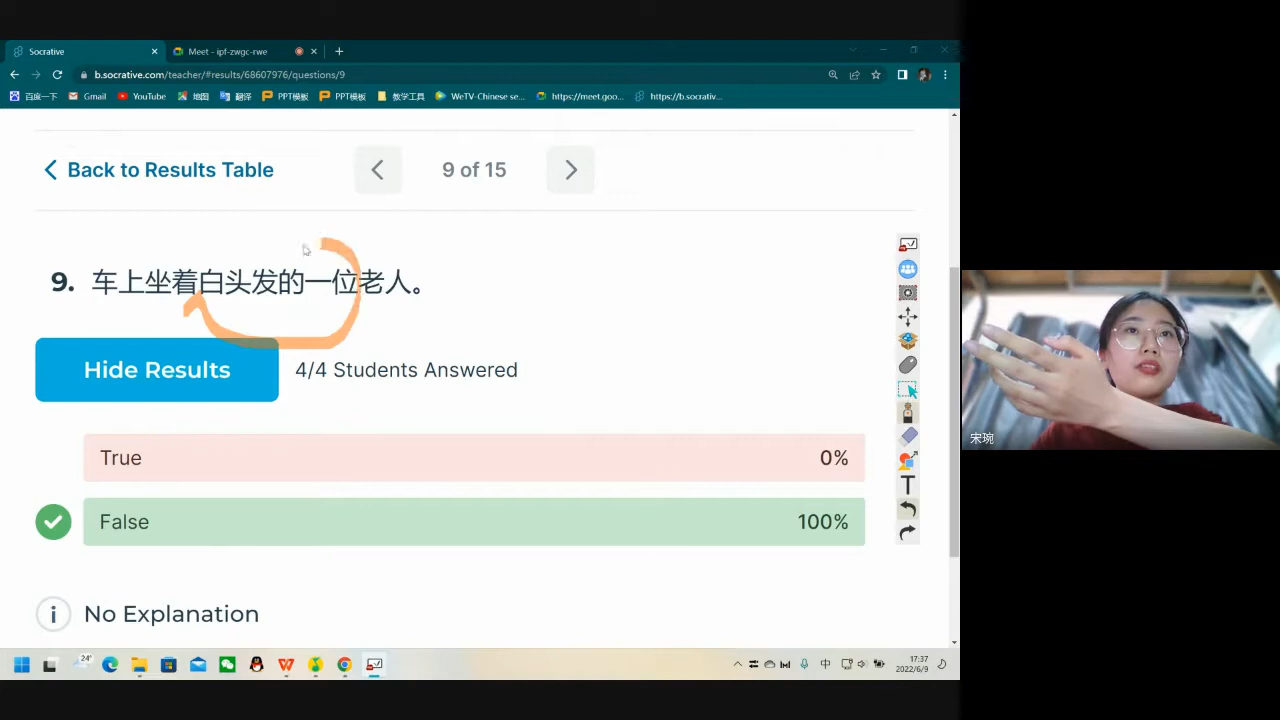 Socrative
Meet - ipf-zwgc-rwe
b.socrative.com/teacher/#results/68607976/questions/9
百度一下 Gmail YouTube 地图 翻译 PPT模板 PPT模板 教学工具 WeTV-Chinese se... https://meet.goo... https://b.socrativ...
Back to Results Table
9 of 15
9. 车上坐着白头发的一位老人。
Hide Results
4/4 Students Answered
True 0%
False 100%
No Explanation
宋琬
T
24°
中
17:37
2022/6/9